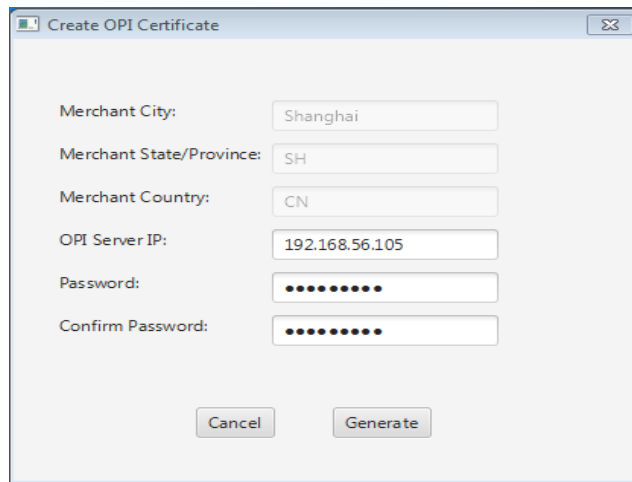 Create OPI Certificate
Merchant City: Shanghai
Merchant State/Province: SH
Merchant Country: CN
OPI Server IP: 192.168.56.105
Password: •••••••••
Confirm Password: •••••••••
Cancel Generate